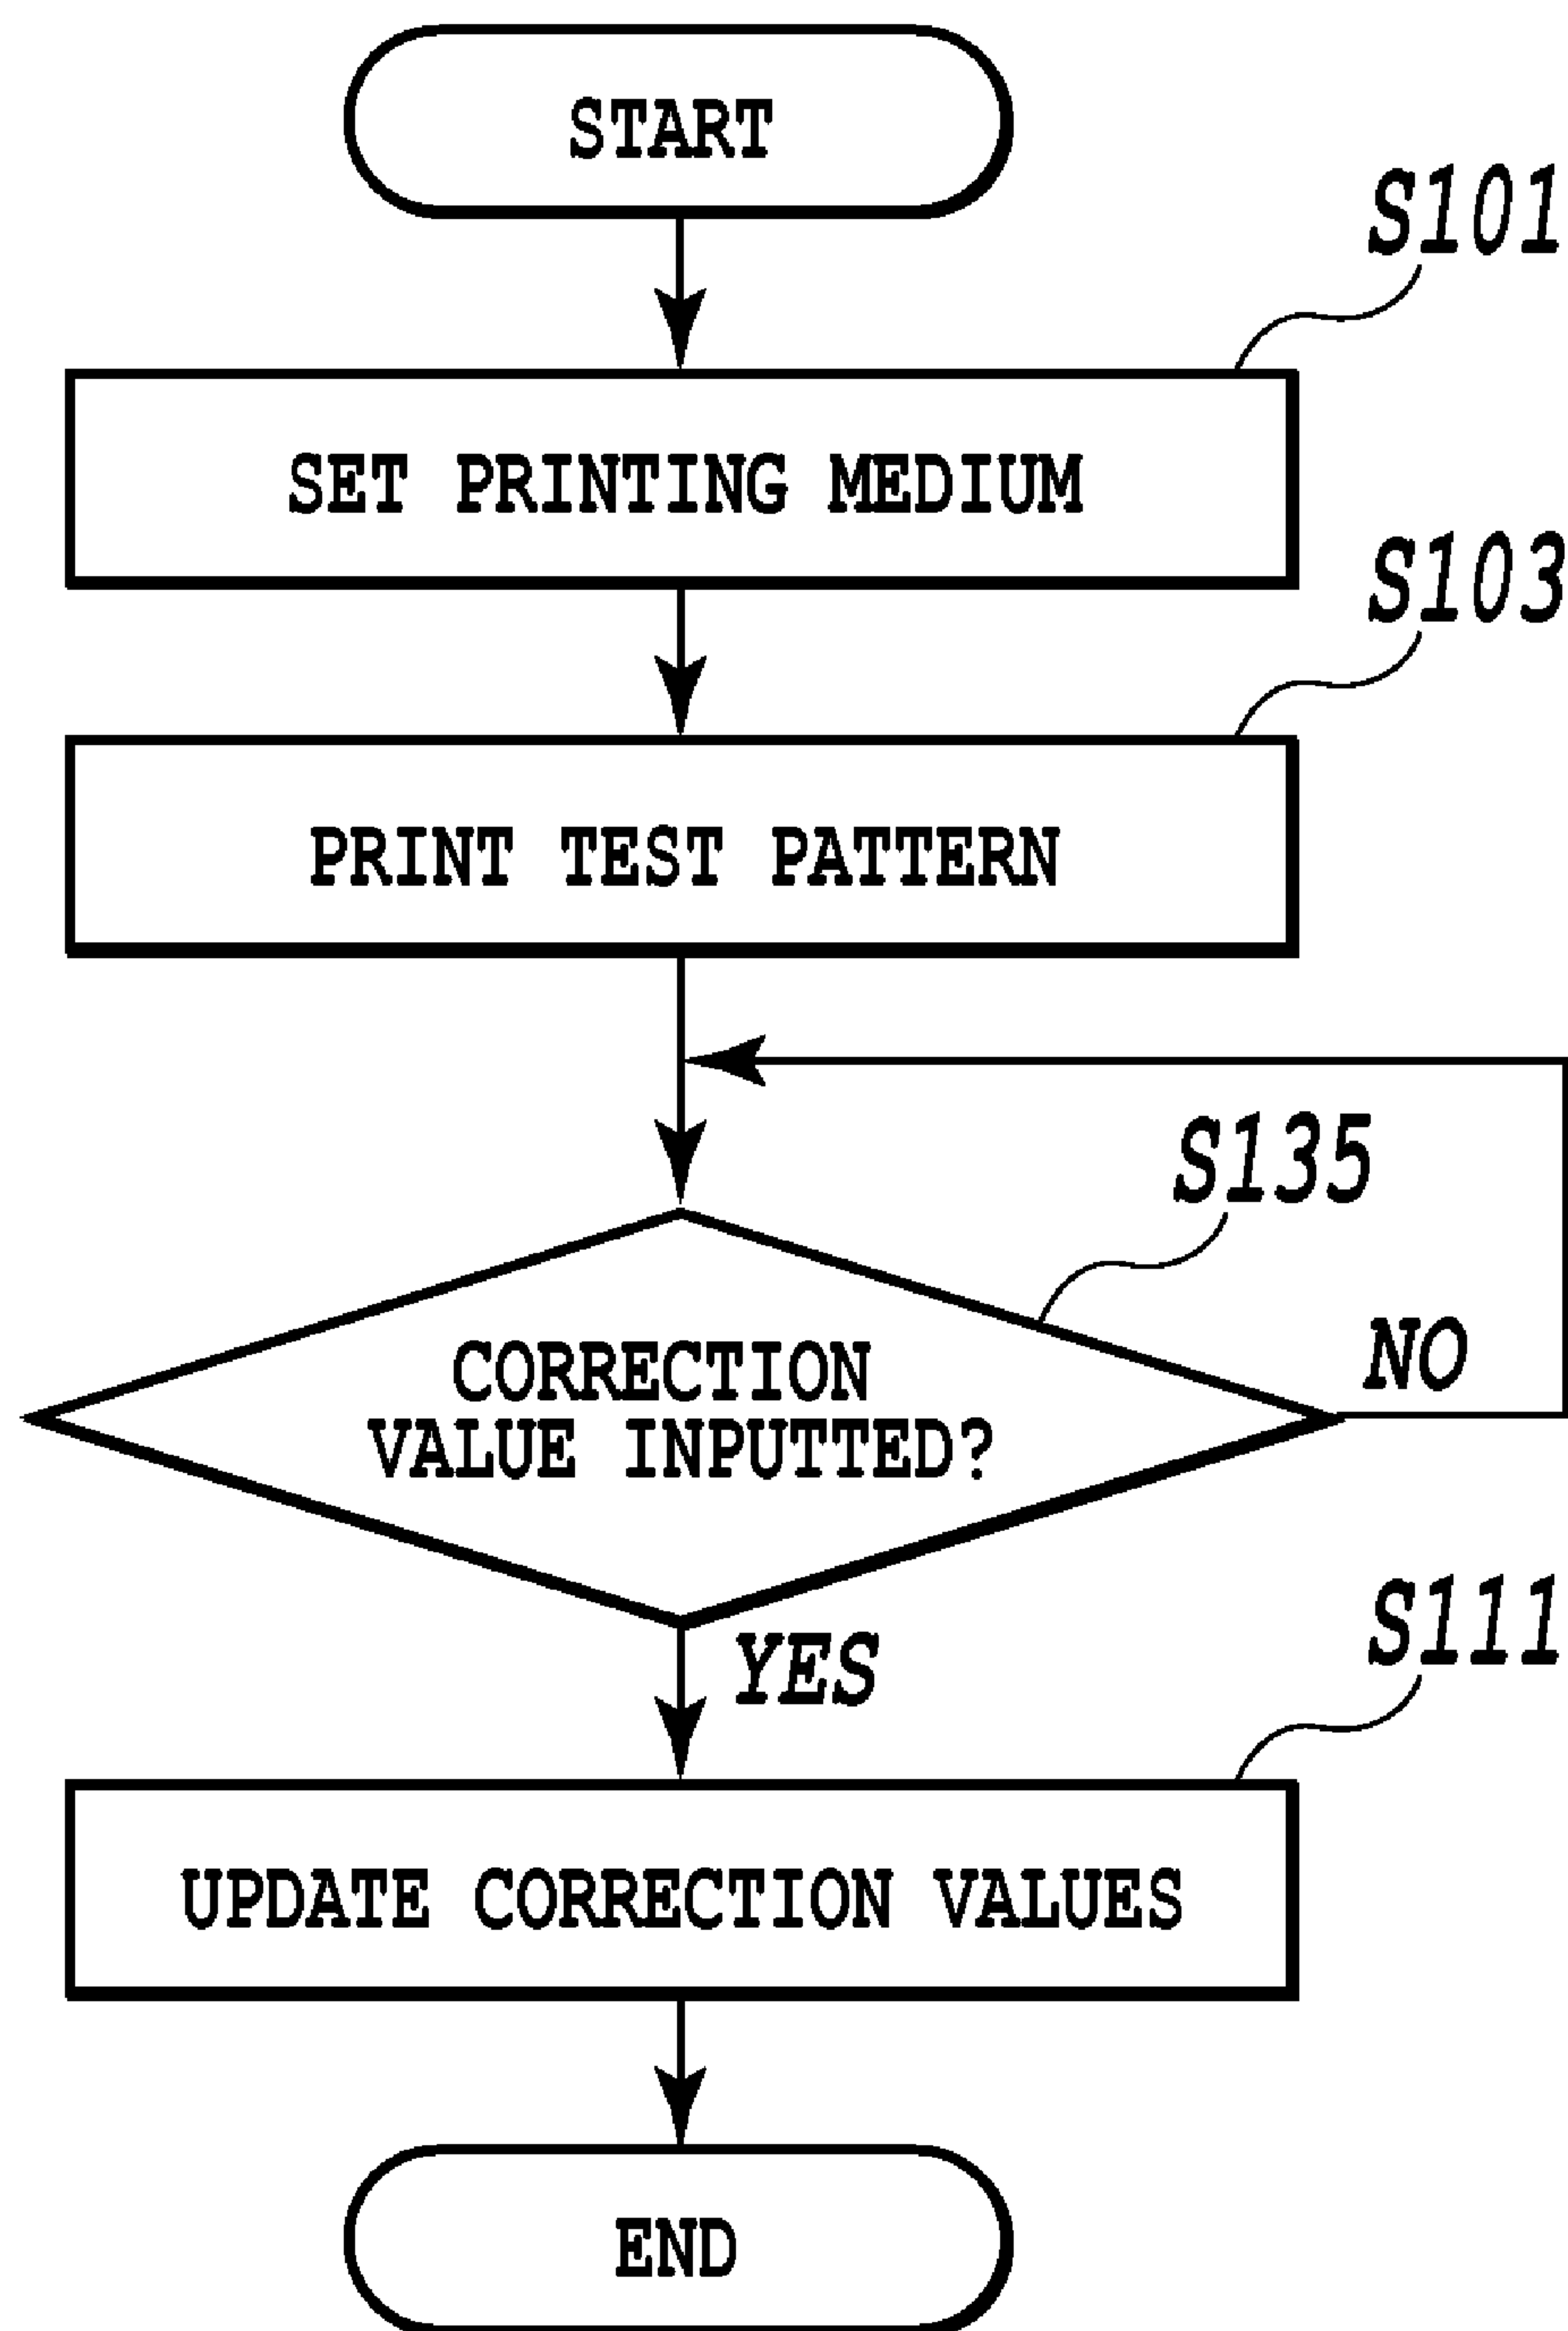 START
S101
SET PRINTING MEDIUM
S103
PRINT TEST PATTERN
S135
CORRECTION
VALUE INPUTTED?
NO
YES
S111
UPDATE CORRECTION VALUES
END